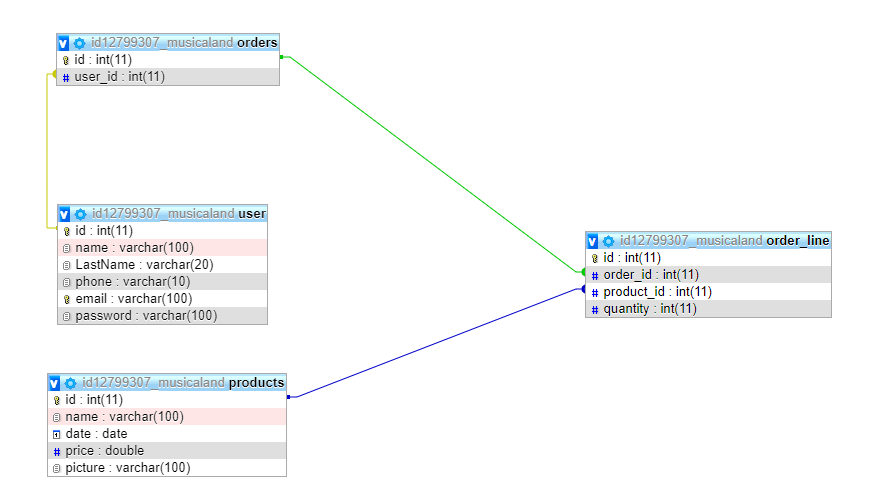 id12799307_musicaland orders
id : int(11)
user_id : int(11)
id12799307_musicaland user
id : int(11)
name : varchar(100)
LastName : varchar(20)
phone : varchar(10)
email : varchar(100)
password : varchar(100)
id12799307_musicaland order_line
id : int(11)
order_id : int(11)
product_id : int(11)
quantity : int(11)
id12799307_musicaland products
id : int(11)
name : varchar(100)
date : date
price : double
picture : varchar(100)